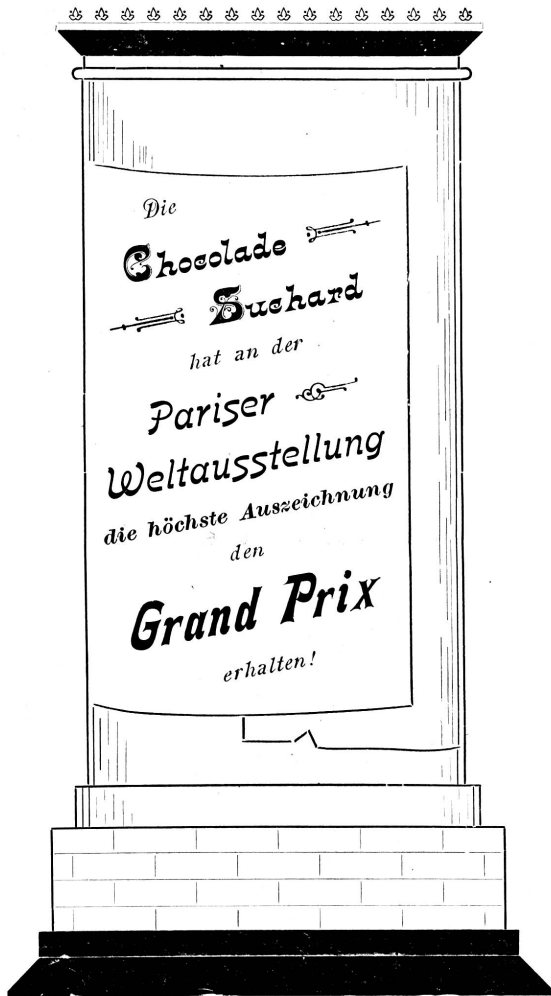 Die
Chocolade
Suchard
hat an der
Pariser
Weltausstellung
die höchste Auszeichnung
den
Grand Prix
erhalten!